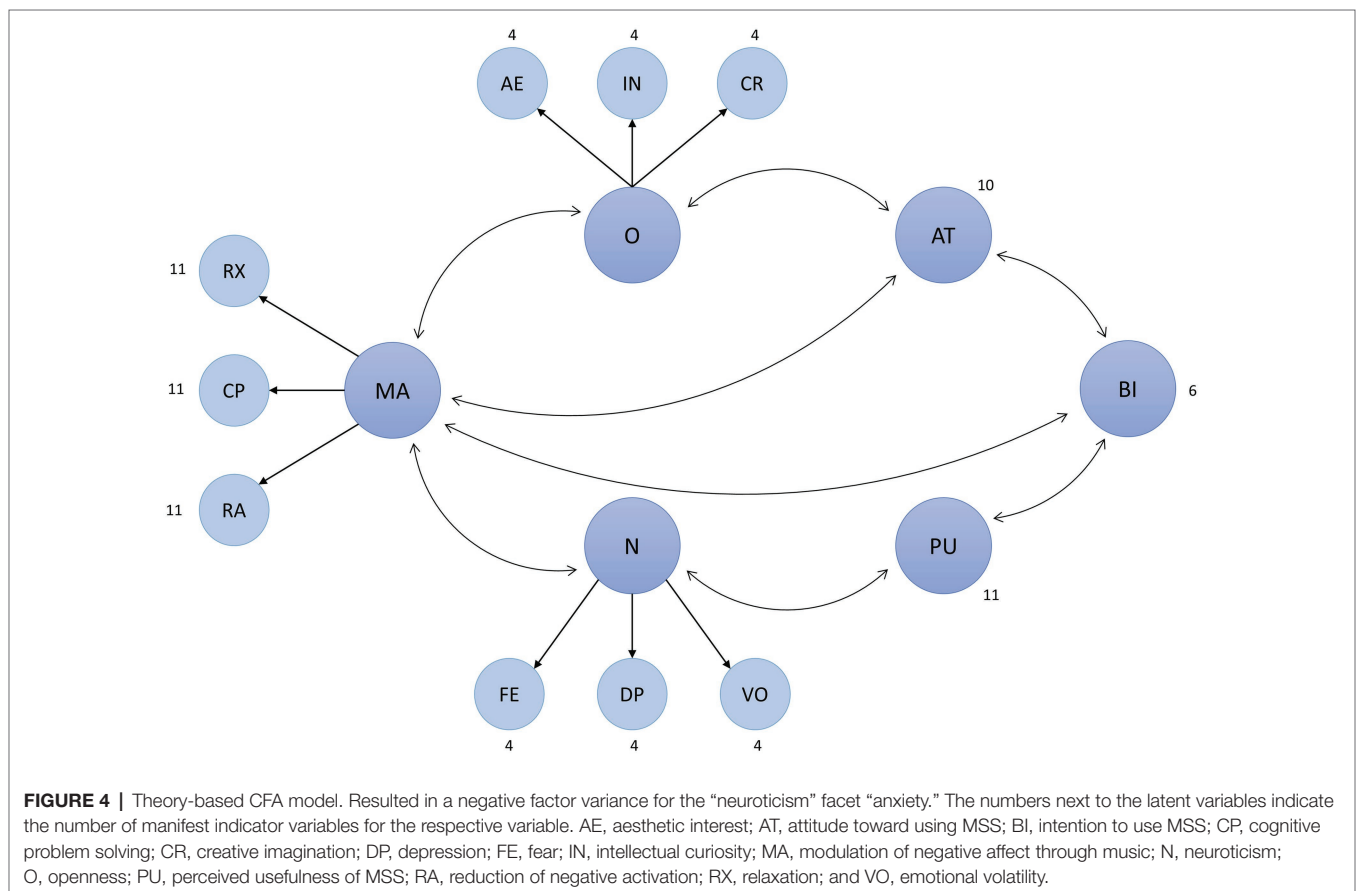 4 4 4
AE IN CR
10
O AT
11 RX
11 CP MA BI 6
11 RA
N PU
11
FE DP VO
4 4 4
FIGURE 4 | Theory-based CFA model. Resulted in a negative factor variance for the “neuroticism” facet “anxiety.” The numbers next to the latent variables indicate
the number of manifest indicator variables for the respective variable. AE, aesthetic interest; AT, attitude toward using MSS; BI, intention to use MSS; CP, cognitive
problem solving; CR, creative imagination; DP, depression; FE, fear; IN, intellectual curiosity; MA, modulation of negative affect through music; N, neuroticism;
O, openness; PU, perceived usefulness of MSS; RA, reduction of negative activation; RX, relaxation; and VO, emotional volatility.